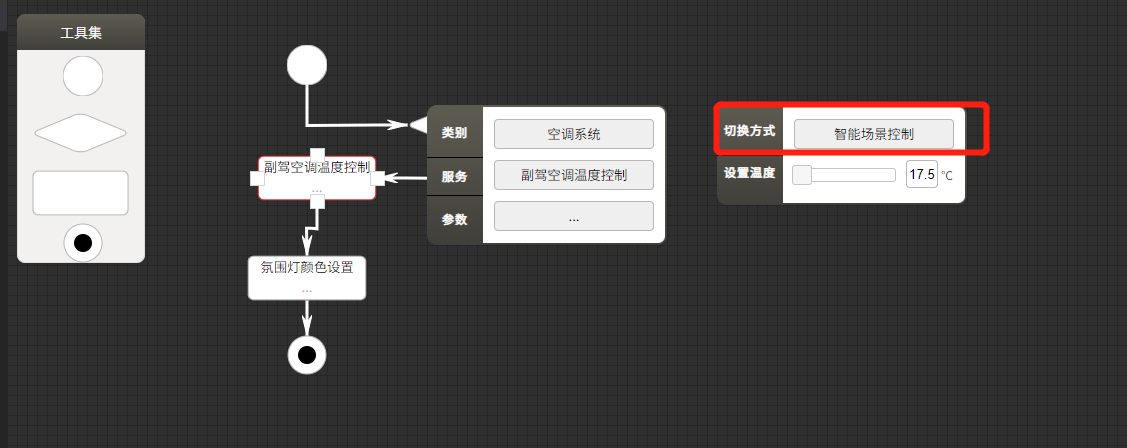 工具集
副驾空调温度控制
...
氛围灯颜色设置
...
类别
空调系统
服务
副驾空调温度控制
参数
...
切换方式
智能场景控制
设置温度
17.5 °C